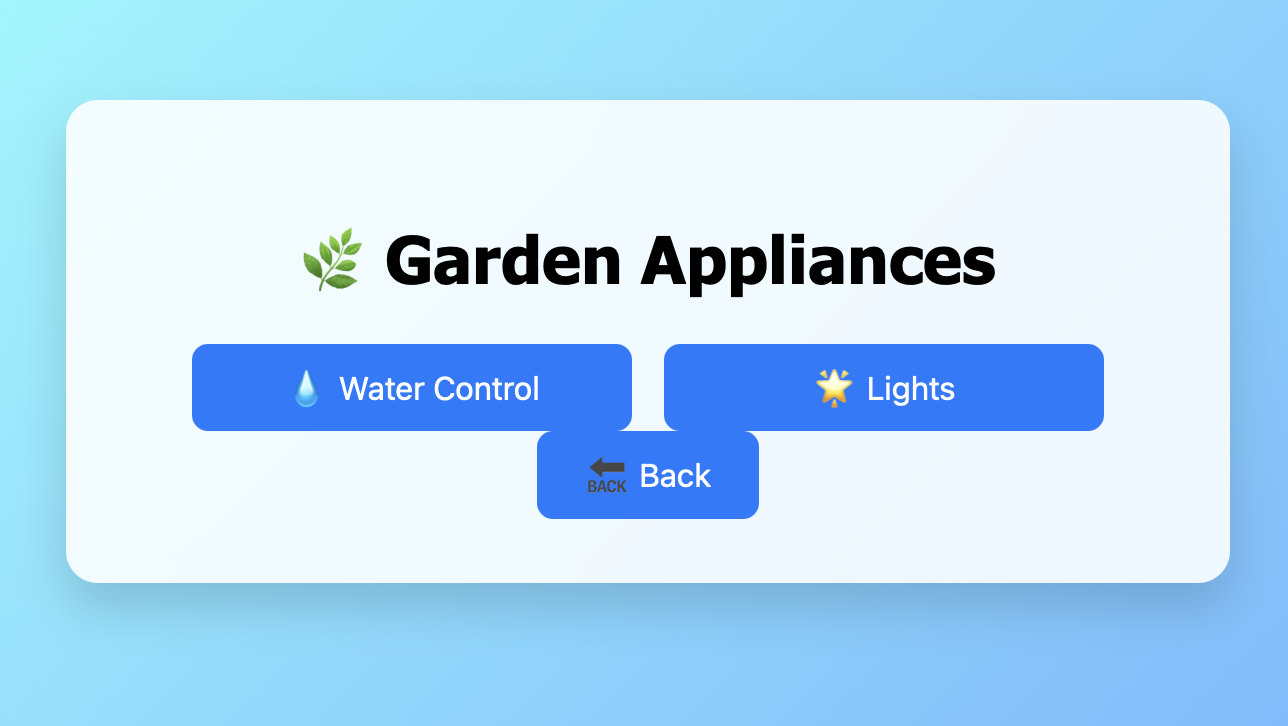 🌿 Garden Appliances
💧 Water Control
🌟 Lights
🔙 Back